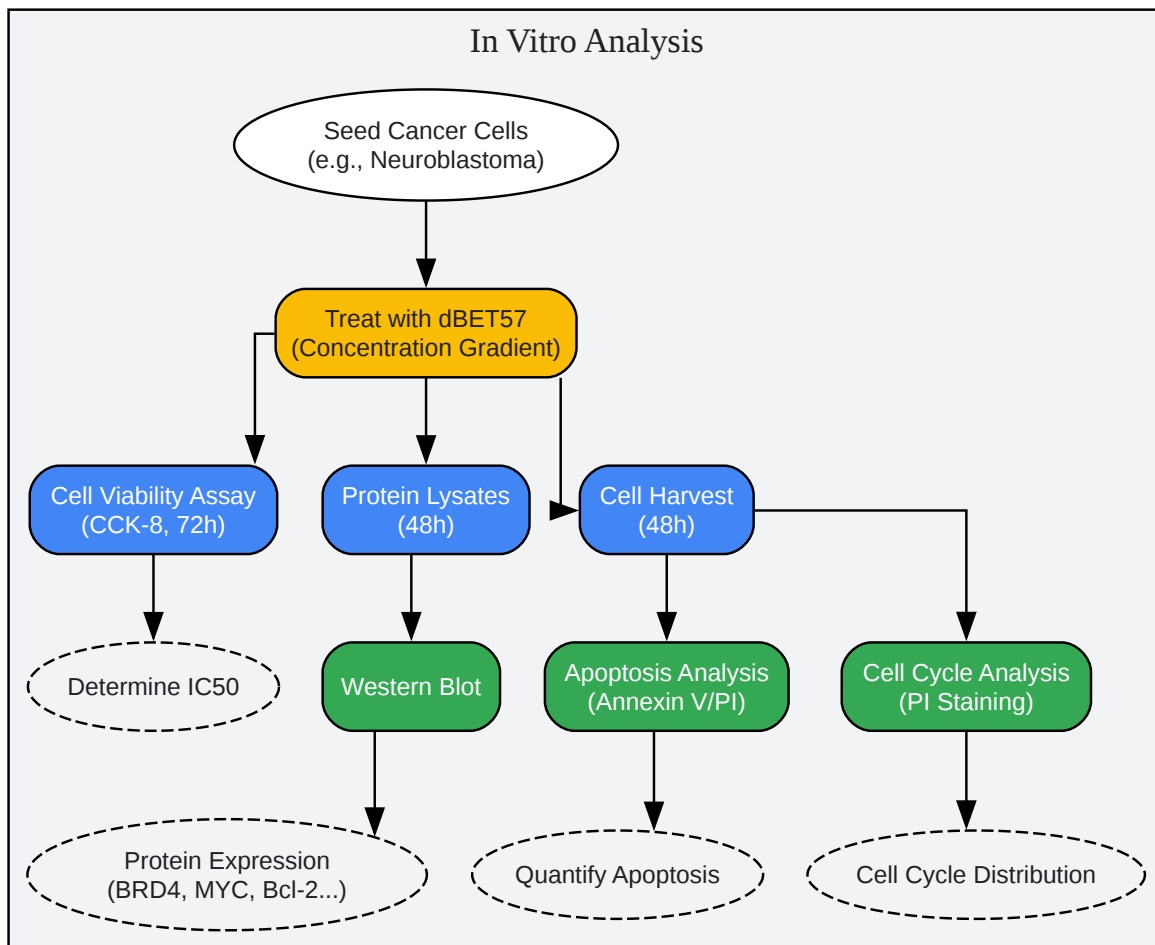 In Vitro Analysis
Seed Cancer Cells
(e.g., Neuroblastoma)
Treat with dBET57
(Concentration Gradient)
Cell Viability Assay
(CCK-8, 72h)
Protein Lysates
(48h)
Cell Harvest
(48h)
Determine IC50
Western Blot
Apoptosis Analysis
(Annexin V/PI)
Cell Cycle Analysis
(PI Staining)
Protein Expression
(BRD4, MYC, Bcl-2...)
Quantify Apoptosis
Cell Cycle Distribution